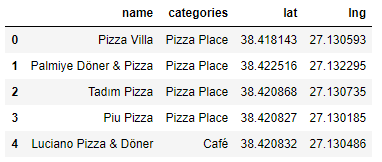 name categories lat lng
0 Pizza Villa Pizza Place 38.418143 27.130593
1 Palmiye Döner & Pizza Pizza Place 38.422516 27.132295
2 Tadım Pizza Pizza Place 38.420868 27.130735
3 Piu Pizza Pizza Place 38.420827 27.130185
4 Luciano Pizza & Döner Café 38.420832 27.130486